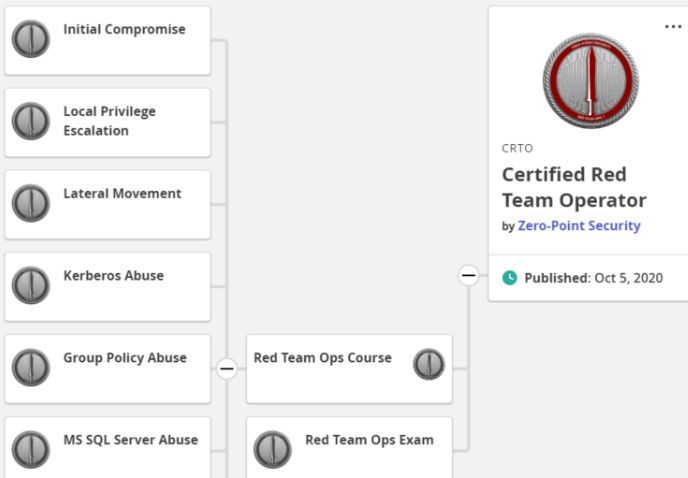 Initial Compromise
Local Privilege
Escalation
Lateral Movement
Kerberos Abuse
Group Policy Abuse
MS SQL Server Abuse
Red Team Ops Course
Red Team Ops Exam
CRTO
Certified Red
Team Operator
by Zero-Point Security
Published: Oct 5, 2020